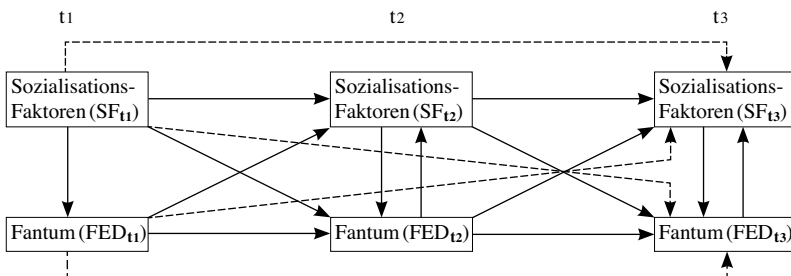 t1 t2 t3
Sozialisations- Sozialisations- Sozialisations-
Faktoren (SFt1) Faktoren (SFt2) Faktoren (SFt3)
Fantum (FEDt1) Fantum (FEDt2) Fantum (FEDt3)